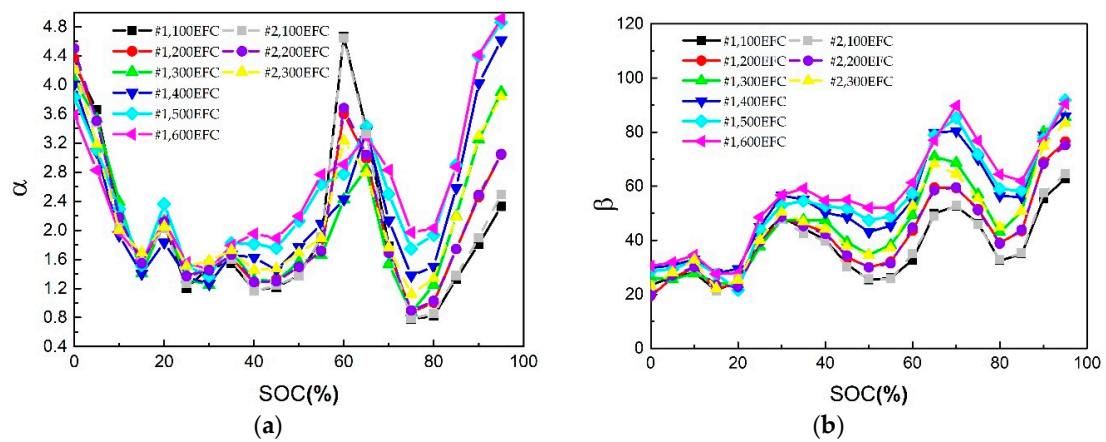 4.8
4.4
4.0
3.6
3.2
2.8
2.4
2.0
1.6
1.2
0.8
0.4
α
#1,100EFC #2,100EFC
#1,200EFC #2,200EFC
#1,300EFC #2,300EFC
#1,400EFC
#1,500EFC
#1,600EFC
0 20 40 60 80 100
SOC(%)
(a)
120
100
80
60
40
20
0
β
#1,100EFC #2,100EFC
#1,200EFC #2,200EFC
#1,300EFC #2,300EFC
#1,400EFC
#1,500EFC
#1,600EFC
0 20 40 60 80 100
SOC(%)
(b)